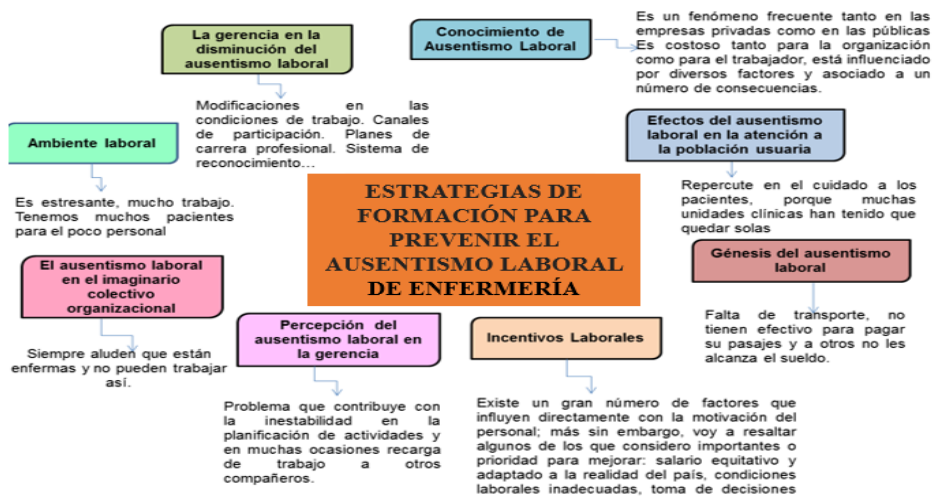 La gerencia en la
disminución del
ausentismo laboral
Modificaciones en las
condiciones de trabajo. Canales
de participación. Planes de
carrera profesional. Sistema de
reconocimiento...
Conocimiento de
Ausentismo Laboral
Es un fenómeno frecuente tanto en las
empresas privadas como en las públicas
Es costoso tanto para la organización
como para el trabajador, está influenciado
por diversos factores y asociado a un
número de consecuencias.
Ambiente laboral
Es estresante, mucho trabajo.
Tenemos muchos pacientes
para el poco personal
Efectos del ausentismo
laboral en la atención a
la población usuaria
Repercute en el cuidado a los
pacientes, porque muchas
unidades clínicas han tenido que
quedar solas
ESTRATEGIAS DE
FORMACIÓN PARA
PREVENIR EL
AUSENTISMO LABORAL
DE ENFERMERÍA
El ausentismo laboral
en el imaginario
colectivo
organizacional
Siempre aluden que están
enfermas y no pueden trabajar
así.
Génesis del ausentismo
laboral
Falta de transporte, no
tienen efectivo para pagar
su pasajes y a otros no les
alcanza el sueldo.
Percepción del
ausentismo laboral en
la gerencia
Problema que contribuye con
la inestabilidad en la
planificación de actividades y
en muchas ocasiones recarga
de trabajo a otros
compañeros.
Incentivos Laborales
Existe un gran número de factores que
influyen directamente con la motivación del
personal; más sin embargo, voy a resaltar
algunos de los que considero importantes o
prioridad para mejorar: salario equitativo y
adaptado a la realidad del país, condiciones
laborales inadecuadas, toma de decisiones